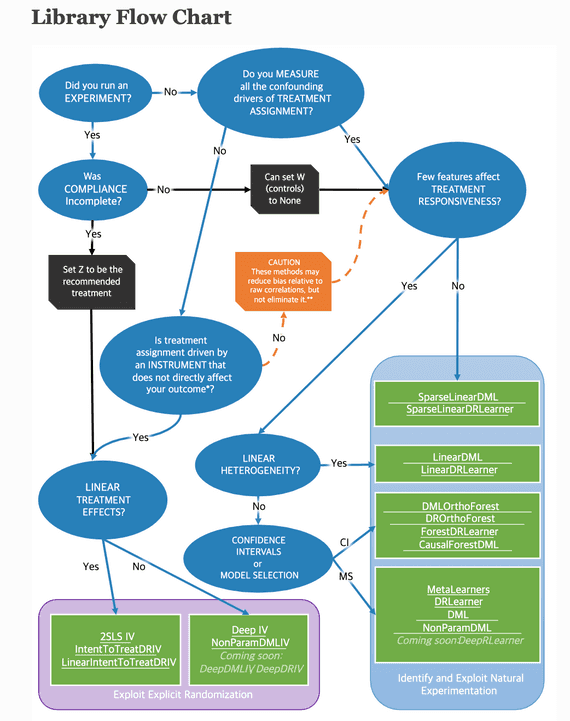 Library Flow Chart
Did you run an
EXPERIMENT?
No
Do you MEASURE
all the confounding
drivers of TREATMENT
ASSIGNMENT?
Yes
No
Yes
Was
COMPLIANCE
Incomplete?
No
Can set W
(controls)
to None
Few features affect
TREATMENT
RESPONSIVENESS?
Yes
Set Z to be the
recommended
treatment
CAUTION
These methods may
reduce bias relative to
raw correlations, but
not eliminate it.**
Yes
No
Is treatment
assignment driven by
an INSTRUMENT that
does not directly affect
your outcome*?
No
SparseLinearDML
SparseLinearDRLearner
Yes
LINEAR
HETEROGENEITY?
Yes
LinearDML
LinearDRLearner
LINEAR
TREATMENT
EFFECTS?
No
DMLOrthoForest
DROrthoForest
ForestDRLearner
CausalForestDML
CONFIDENCE
INTERVALS
or
MODEL SELECTION
CI
MS
Yes
No
MetaLearners
DRLearner
DML
NonParamDML
Coming soon:DeepRLearner
2SLS IV
IntentToTreatDRIV
LinearIntentToTreatDRIV
Deep IV
NonParamDMLIV
Coming soon:
DeepDMLIV DeepDRIV
Exploit Explicit Randomization
Identify and Exploit Natural
Experimentation